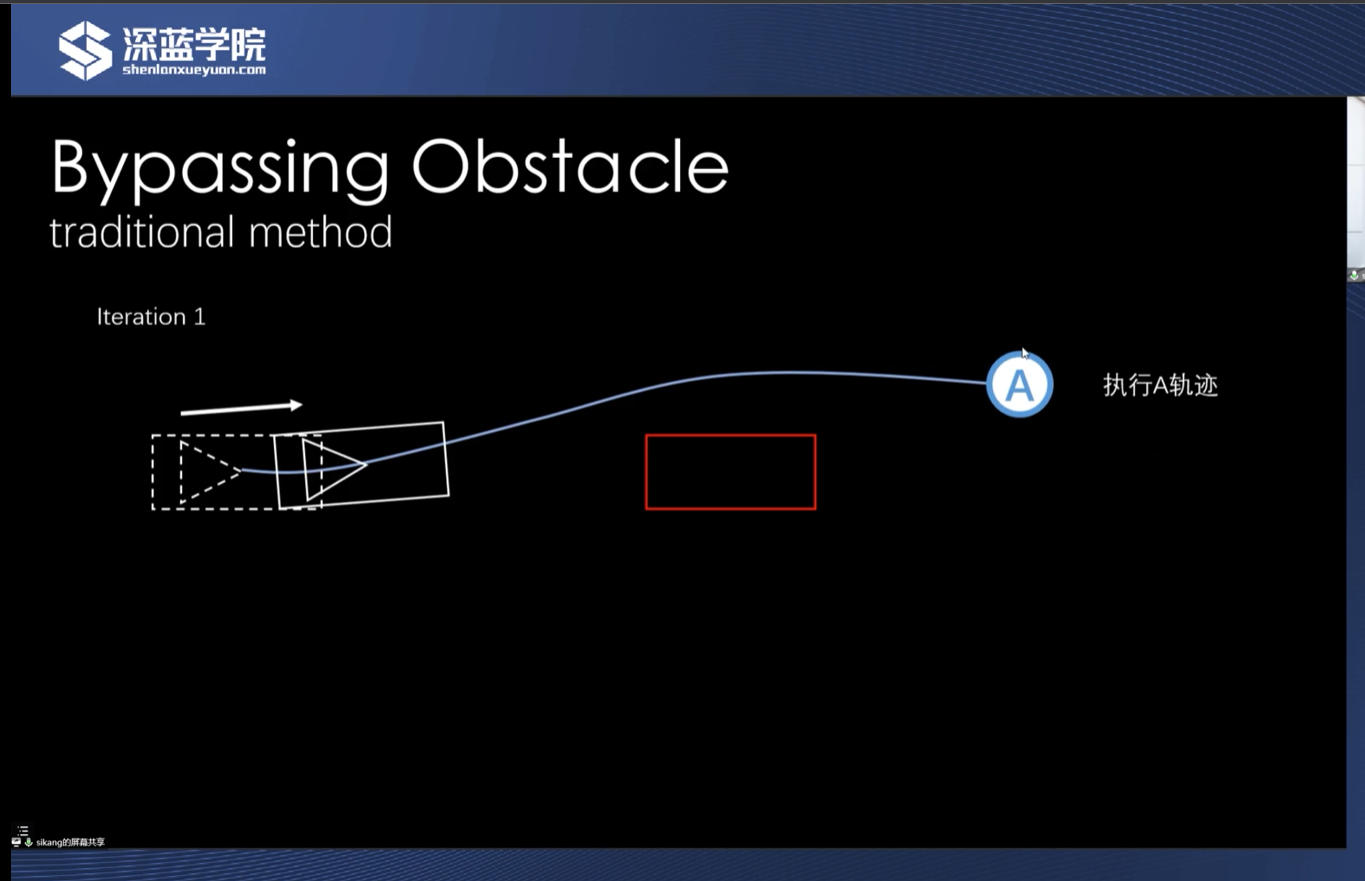 深蓝学院
shenlanxueyuan.com
Bypassing Obstacle
traditional method
Iteration 1
A
执行A轨迹
sikang的屏幕共享